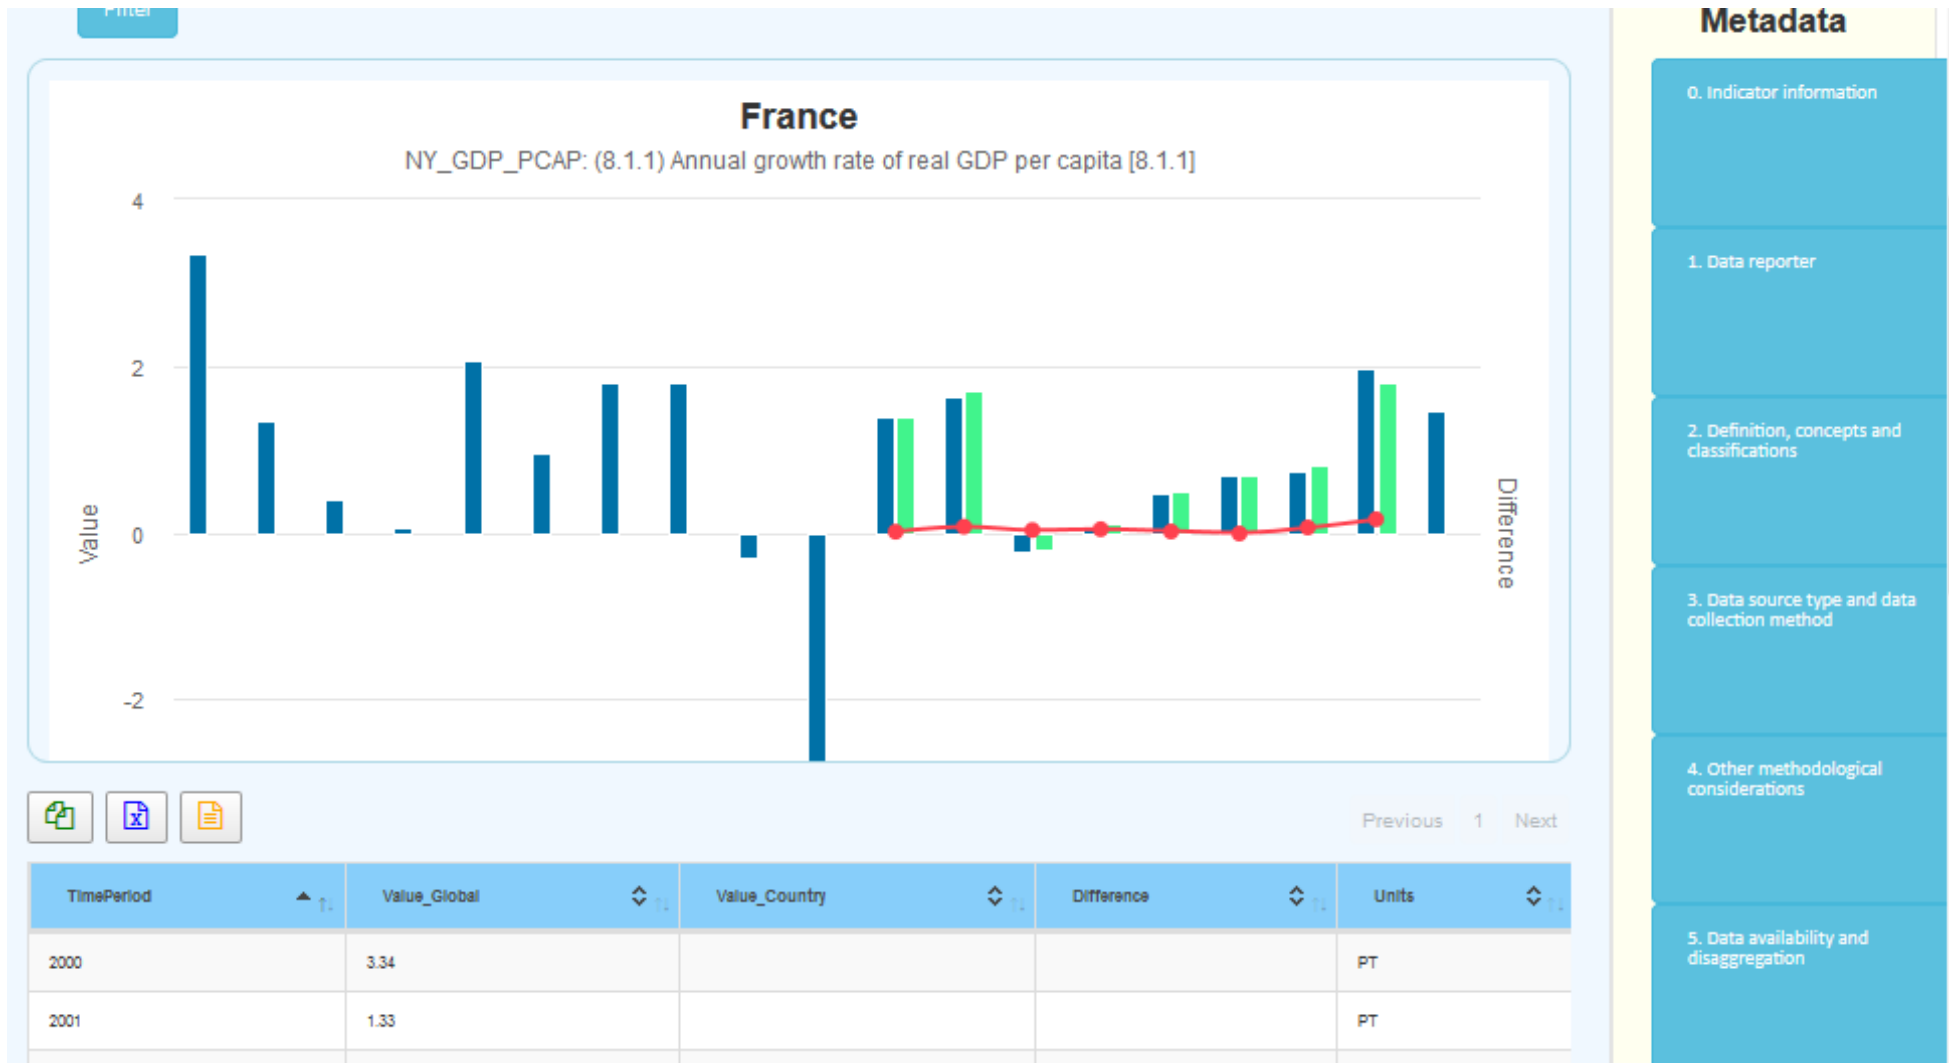 Filter
Metadata
France
NY_GDP_PCAP: (8.1.1) Annual growth rate of real GDP per capita [8.1.1]
4
2
0
-2
Value
Difference
0. Indicator information
1. Data reporter
2. Definition, concepts and
classifications
3. Data source type and data
collection method
4. Other methodological
considerations
5. Data availability and
disaggregation
Previous 1 Next
TimePeriod Value_Global Value_Country Difference Units
2000 3.34 PT
2001 1.33 PT